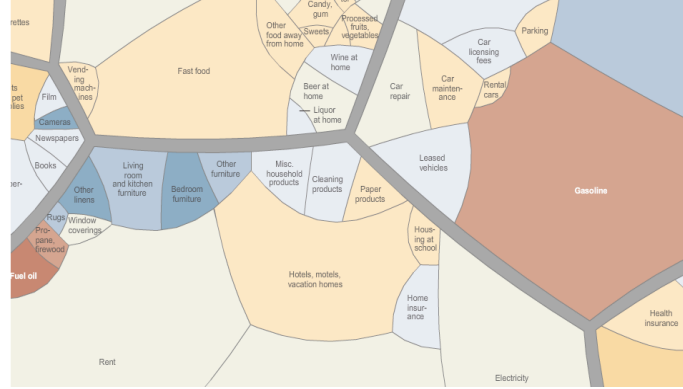 Candy,
gum
Processed
fruits,
vegetables
Sweets
Other
food away
from home
Parking
Car
licensing
fees
Wine at
home
Fast food
Vend-
ing
mach-
ines
Car
repair
Car
mainten-
ance
Rental
cars
Beer at
home
Film
Liquor
at home
Cameras
Newspapers
Books
Living
room
and kitchen
furniture
Other
furniture
Misc.
household
products
Leased
vehicles
Cleaning
products
Other
linens
Bedroom
furniture
Paper
products
Gasoline
Rugs
Window
coverings
Pro-
pane,
firewood
Hous-
ing at
school
Fuel oil
Hotels, motels,
vacation homes
Home
insur-
ance
Health
insurance
Rent
Electricity